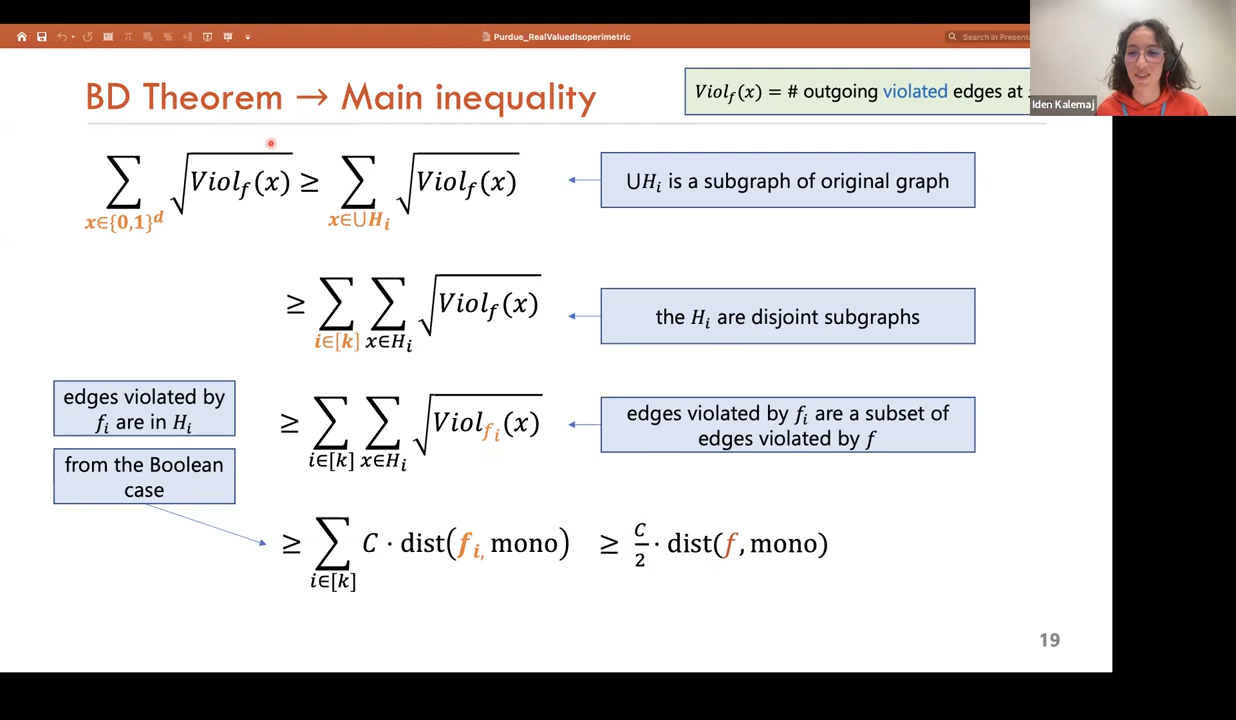 Purdue_RealValuedIsoperimetric
Search in Presenta
BD Theorem → Main inequality
Viol_f(x) = # outgoing violated edges at
Iden Kalemaj
∑_{x∈{0,1}^d} √Viol_f(x) ≥ ∑_{x∈⋃H_i} √Viol_f(x)
∪H_i is a subgraph of original graph
≥ ∑_{i∈[k]} ∑_{x∈H_i} √Viol_f(x)
the H_i are disjoint subgraphs
edges violated by
f_i are in H_i
≥ ∑_{i∈[k]} ∑_{x∈H_i} √Viol_{f_i}(x)
edges violated by f_i are a subset of
edges violated by f
from the Boolean
case
≥ ∑_{i∈[k]} C · dist(f_i, mono) ≥ C/2 · dist(f, mono)
19